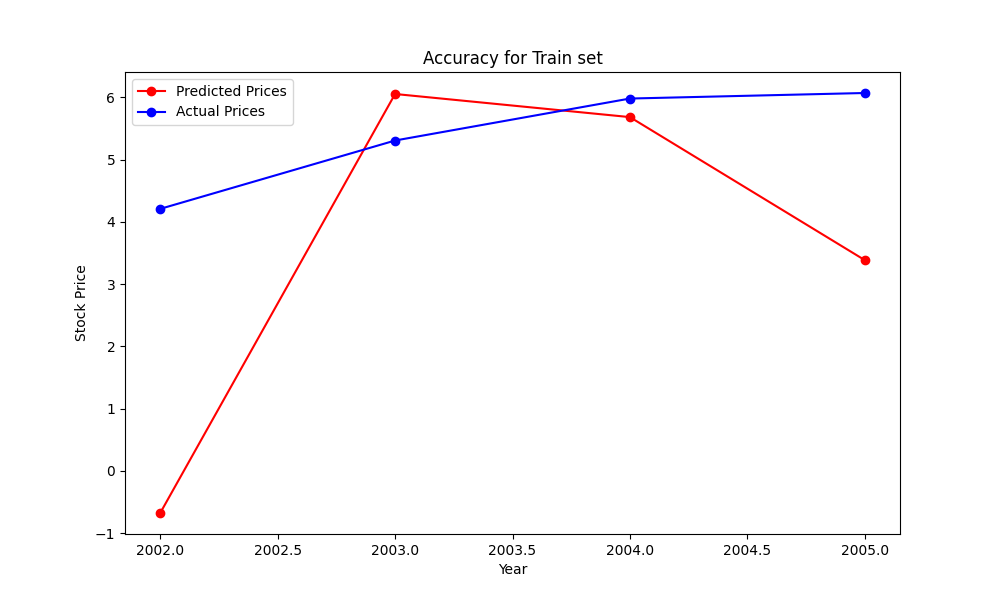 Accuracy for Train set
Predicted Prices
Actual Prices
6
5
4
3
2
1
0
−1
Stock Price
2002.0 2002.5 2003.0 2003.5 2004.0 2004.5 2005.0
Year